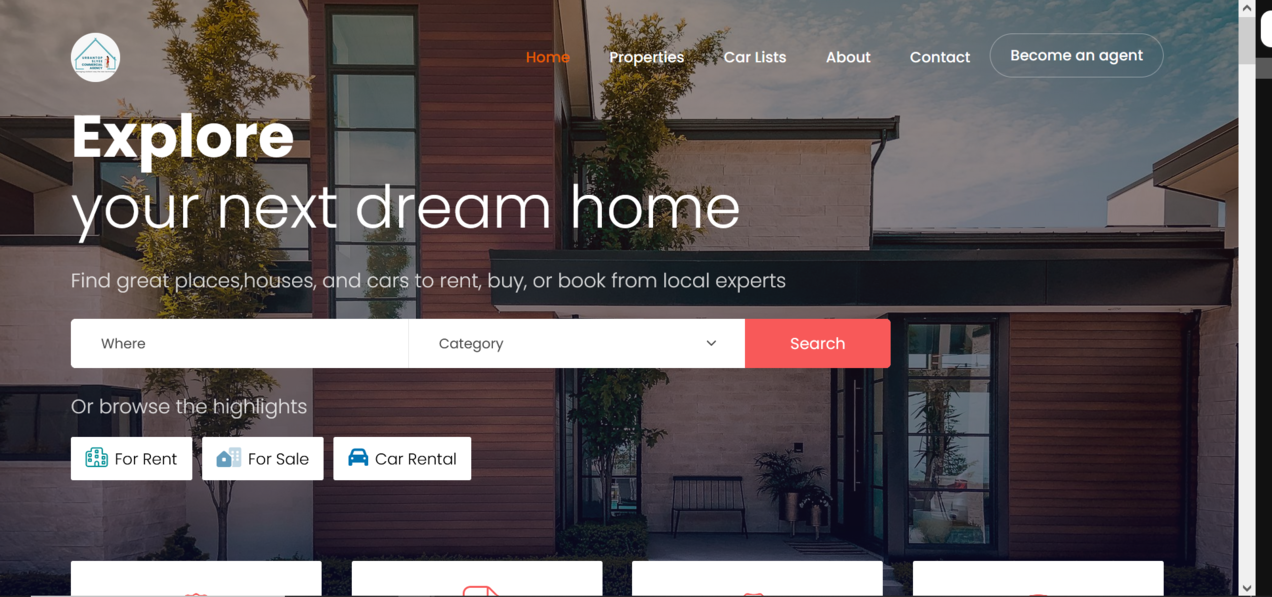 Home
Properties
Car Lists
About
Contact
Become an agent
Explore
your next dream home
Find great places,houses, and cars to rent, buy, or book from local experts
Where
Category
Search
Or browse the highlights
For Rent
For Sale
Car Rental